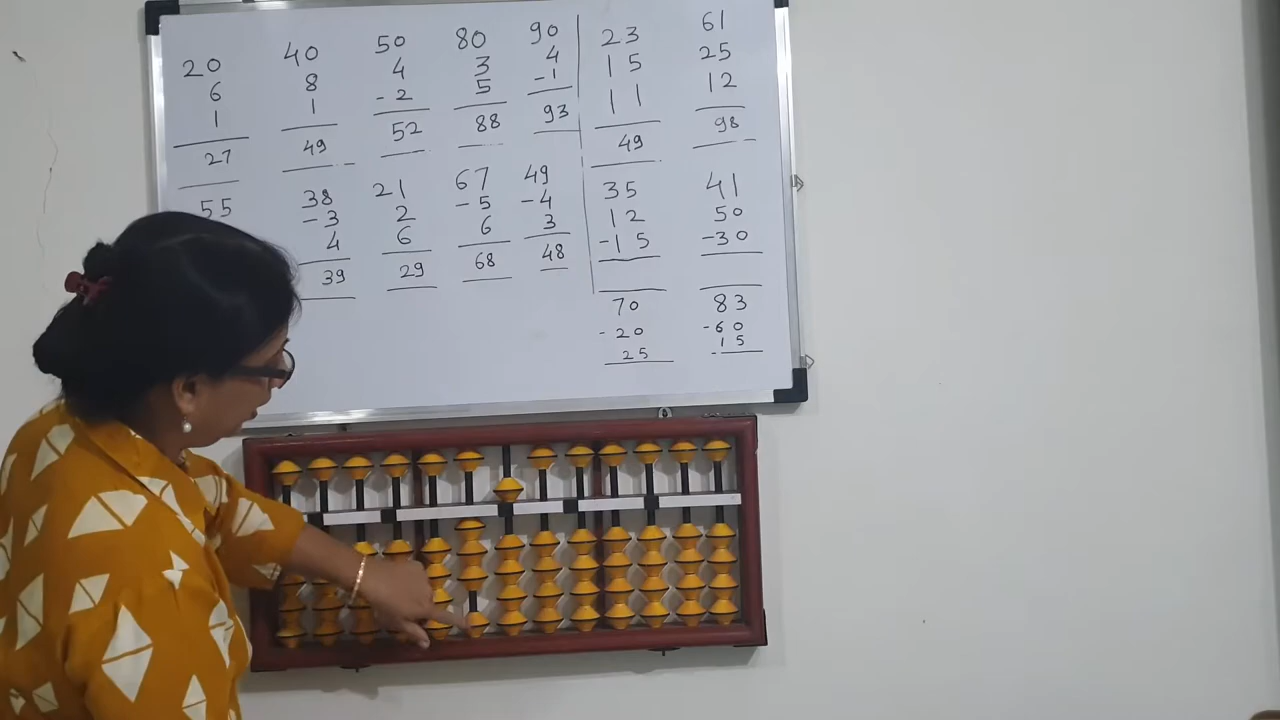 20 40 50 80 90 23 61
6 8 4 3 4 15 25
1 1 -2 5 -1 11 12
27 49 52 88 93 49 98
55 38 21 67 49 35 41
-3 2 -5 -4 12 50
4 6 6 3 -15 -30
39 29 68 48
70 83
-20 -60
25 15